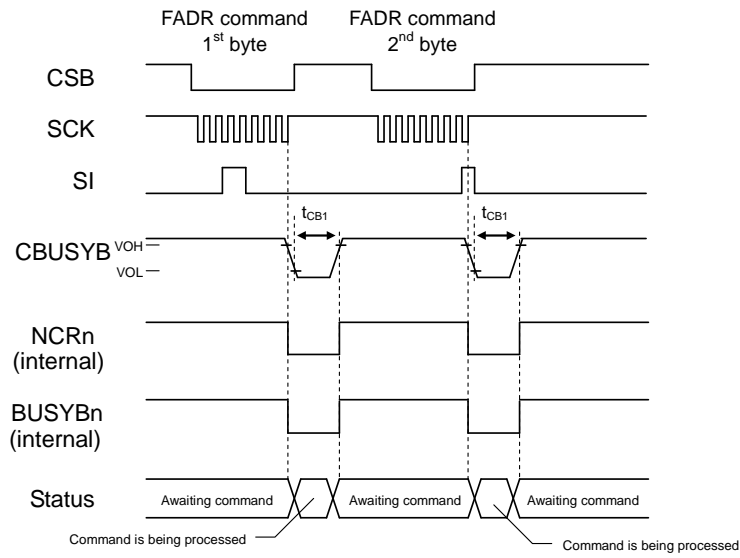 FADR command
1st byte
FADR command
2nd byte
CSB
SCK
SI
tCB1
tCB1
CBUSYB
VOH
VOL
NCRn
(internal)
BUSYBn
(internal)
Status
Awaiting command
Awaiting command
Awaiting command
Command is being processed
Command is being processed